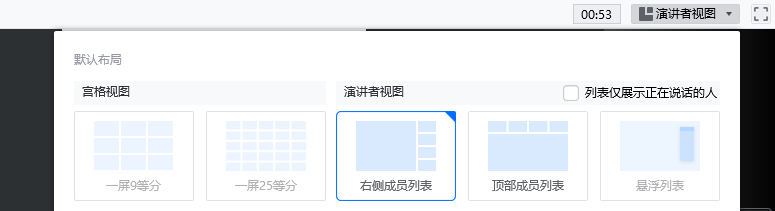 00:53 演讲者视图
默认布局
宫格视图 演讲者视图 列表仅展示正在说话的人
一屏9等分 一屏25等分 右侧成员列表 顶部成员列表 悬浮列表